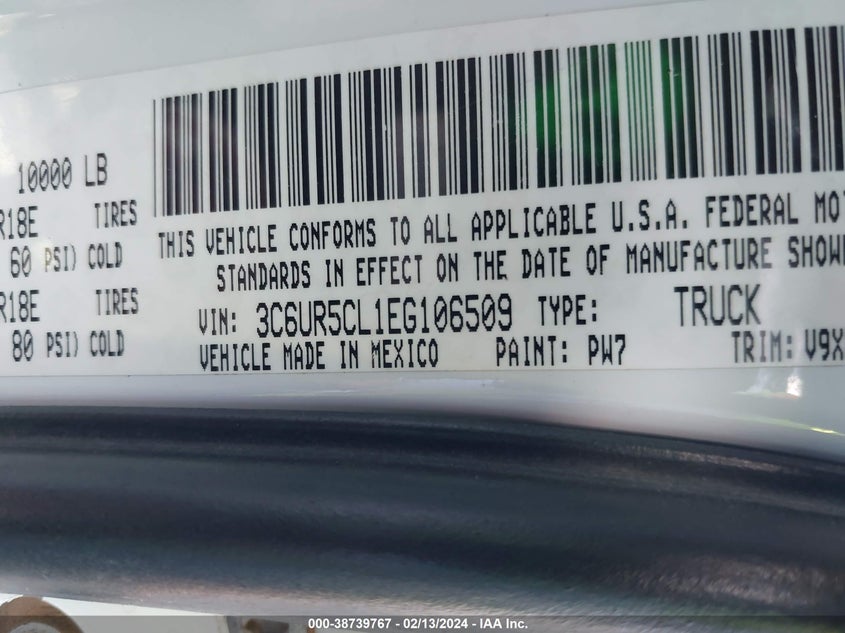 10000 LB
R18E TIRES
60 PSI) COLD
R18E TIRES
80 PSI) COLD
THIS VEHICLE CONFORMS TO ALL APPLICABLE U.S.A. FEDERAL MO
STANDARDS IN EFFECT ON THE DATE OF MANUFACTURE SHOW
VIN: 3C6UR5CL1EG106509 TYPE: TRUCK
VEHICLE MADE IN MEXICO PAINT: PW7 TRIM: V9X
000-38739767 - 02/13/2024 - IAA Inc.